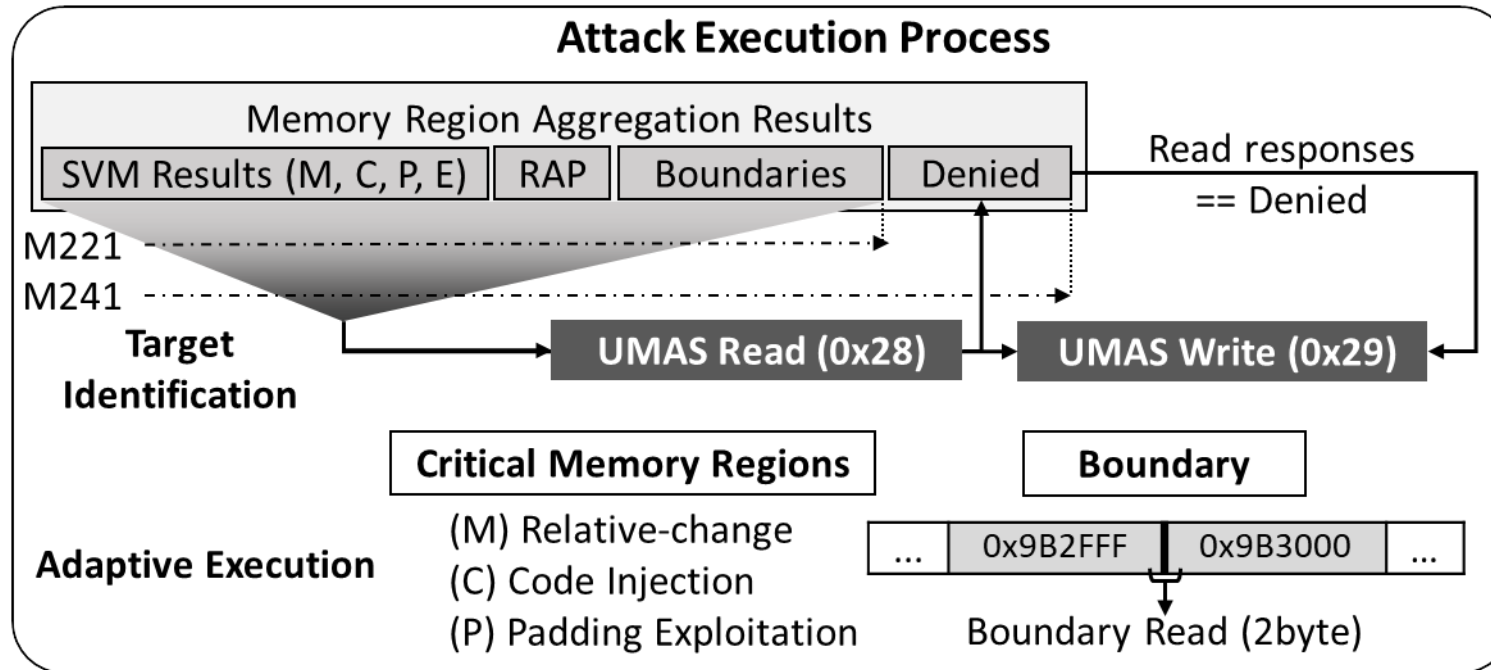 Attack Execution Process
Memory Region Aggregation Results
SVM Results (M, C, P, E)
RAP
Boundaries
Denied
Read responses
== Denied
M221
M241
Target
Identification
UMAS Read (0x28)
UMAS Write (0x29)
Critical Memory Regions
Boundary
Adaptive Execution
(M) Relative-change
(C) Code Injection
(P) Padding Exploitation
...
0x9B2FFF
0x9B3000
...
Boundary Read (2byte)